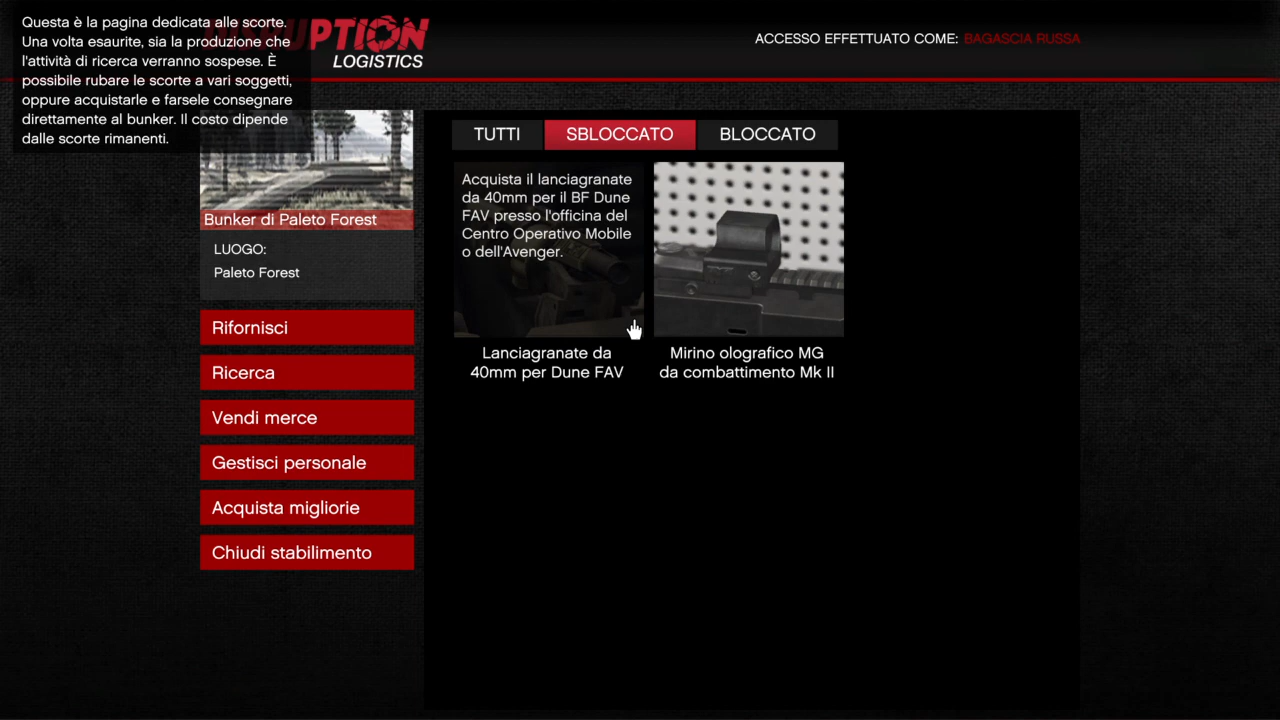 Questa è la pagina dedicata alle scorte.
Una volta esaurite, sia la produzione che
l'attività di ricerca verranno sospese. È
possibile rubare le scorte a vari soggetti,
oppure acquistarle e farsele consegnare
direttamente al bunker. Il costo dipende
dalle scorte rimanenti.
DISRUPTION
LOGISTICS
ACCESSO EFFETTUATO COME: BAGASCIA RUSSA
Bunker di Paleto Forest
LUOGO:
Paleto Forest
Rifornisci
Ricerca
Vendi merce
Gestisci personale
Acquista migliorie
Chiudi stabilimento
TUTTI
SBLOCCATO
BLOCCATO
Acquista il lanciagranate
da 40mm per il BF Dune
FAV presso l'officina del
Centro Operativo Mobile
o dell'Avenger.
Lanciagranate da
40mm per Dune FAV
Mirino olografico MG
da combattimento Mk II